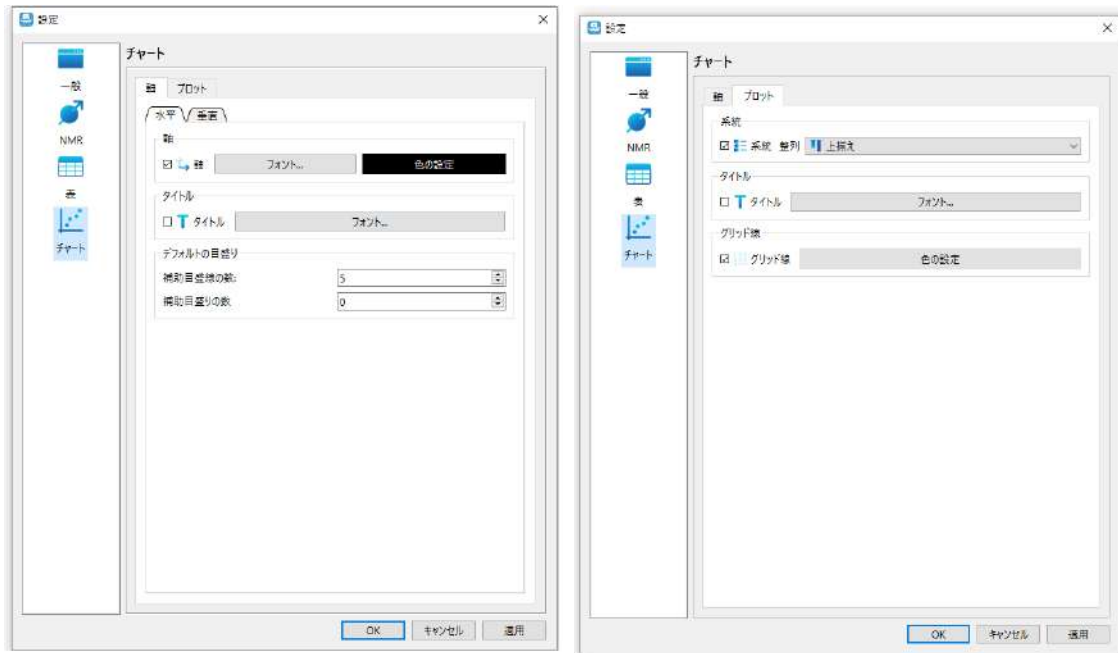 設定
チャート
一般
NMR
表
チャート
軸 プロット
水平 垂直
軸
軸 フォント... 色の設定
タイトル
タイトル フォント...
デフォルトの目盛り
補助目盛線の数: 5
補助目盛りの数 0
OK キャンセル 適用
設定
チャート
一般
NMR
表
チャート
軸 プロット
系統
系統 整列 上揃え
タイトル
タイトル フォント...
グリッド線
グリッド線 色の設定
OK キャンセル 適用